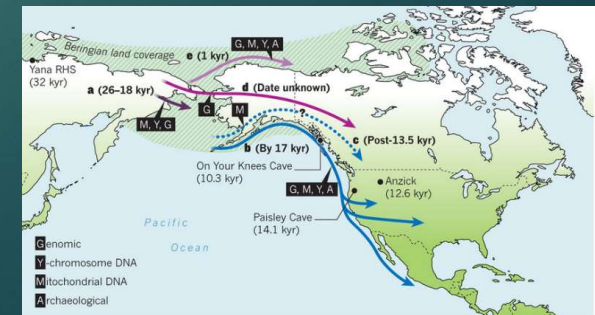 Beringian land coverage
e (1 kyr)
G, M, Y, A
Yana RHS
(32 kyr)
a (26–18 kyr)
d (Date unknown)
G
M
M, Y, G
?
c (Post-13.5 kyr)
b (By 17 kyr)
On Your Knees Cave
(10.3 kyr)
G, M, Y, A
Anzick
(12.6 kyr)
Paisley Cave
(14.1 kyr)
Pacific
Ocean
Genomic
Y-chromosome DNA
Mitochondrial DNA
Archaeological